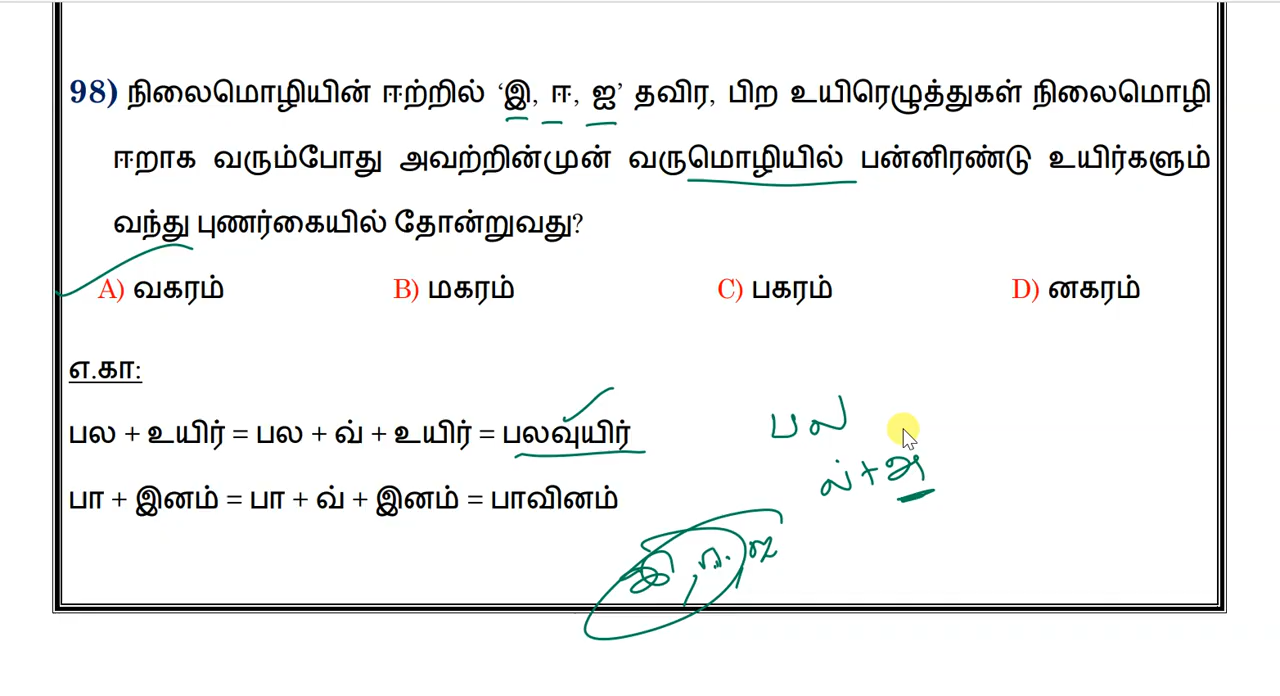 98) நிலைமொழியின் ஈற்றில் ‘இ, ஈ, ஐ’ தவிர, பிற உயிரெழுத்துகள் நிலைமொழி
ஈறாக வரும்போது அவற்றின்முன் வருமொழியில் பன்னிரண்டு உயிர்களும்
வந்து புணர்கையில் தோன்றுவது?
A) வகரம் B) மகரம் C) பகரம் D) னகரம்
எ.கா:
பல + உயிர் = பல + வ் + உயிர் = பலவுயிர்
பல
ல் + அ
பா + இனம் = பா + வ் + இனம் = பாவினம்
இ, ஈ, ஐ